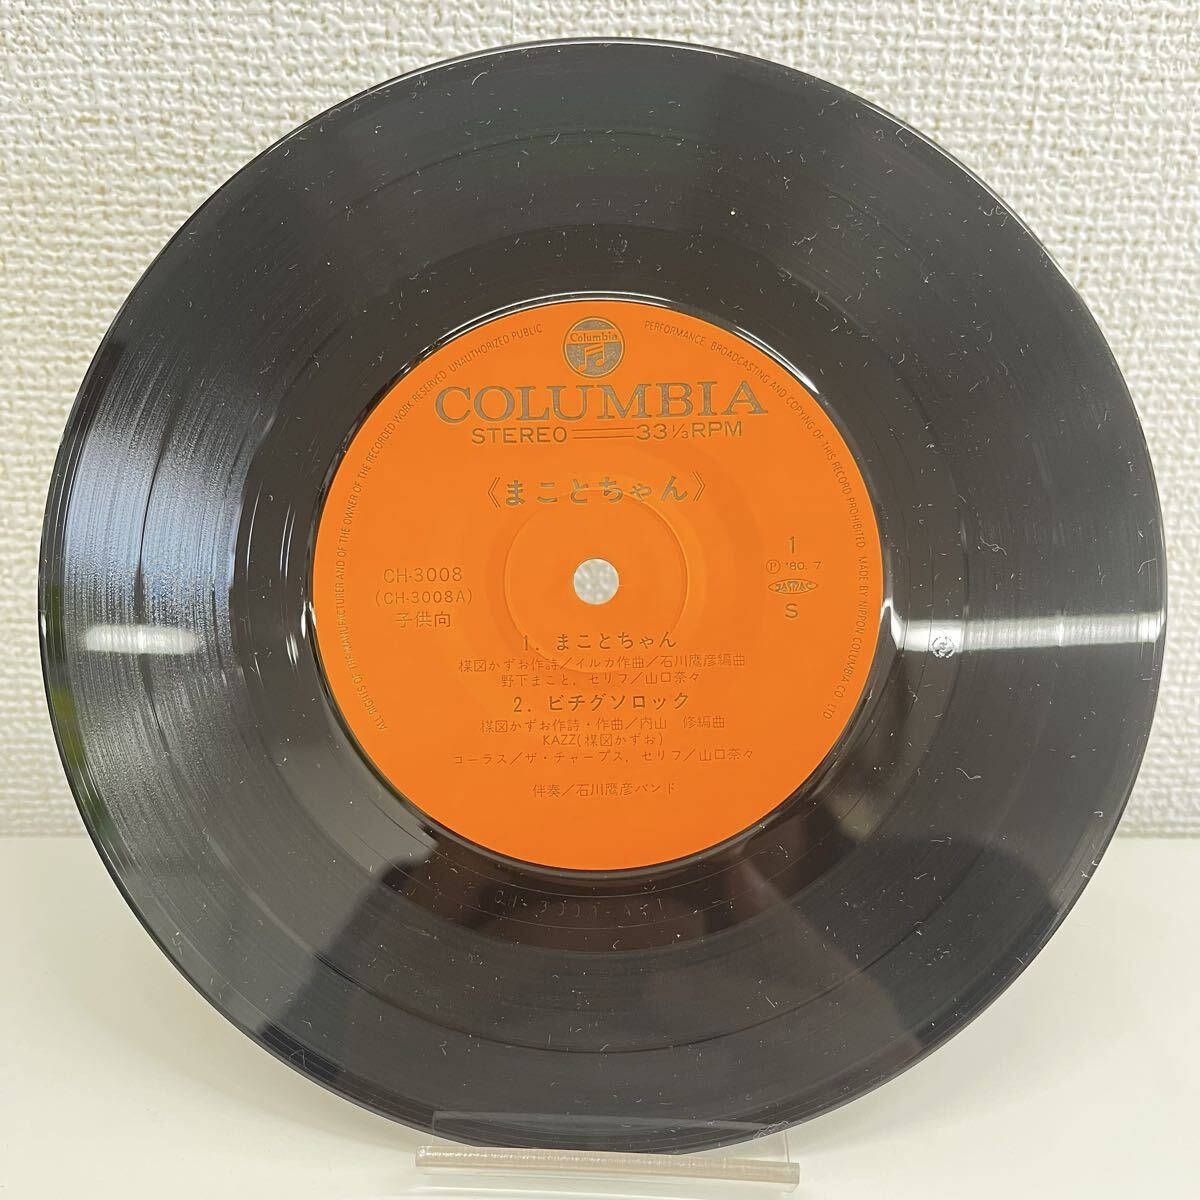 Columbia
COLUMBIA
STEREO 33 1/3 RPM
《まことちゃん》
CH-3008
(CH-3008A)
子供向
1
Ⓟ '80. 7
JASRAC
S
1. まことちゃん
楳図かずお作詩/イルカ作曲/石川鷹彦編曲
野下まこと, セリフ/山口奈々
2. ビチグソロック
楳図かずお作詩・作曲/内山 修編曲
KAZZ(楳図かずお)
コーラス/ザ・チャープス, セリフ/山口奈々
伴奏/石川鷹彦バンド
ALL RIGHTS OF THE MANUFACTURER AND OF THE OWNER OF THE RECORDED WORK RESERVED UNAUTHORIZED PUBLIC PERFORMANCE BROADCASTING AND COPYING OF THIS RECORD PROHIBITED MADE BY NIPPON COLUMBIA CO. LTD